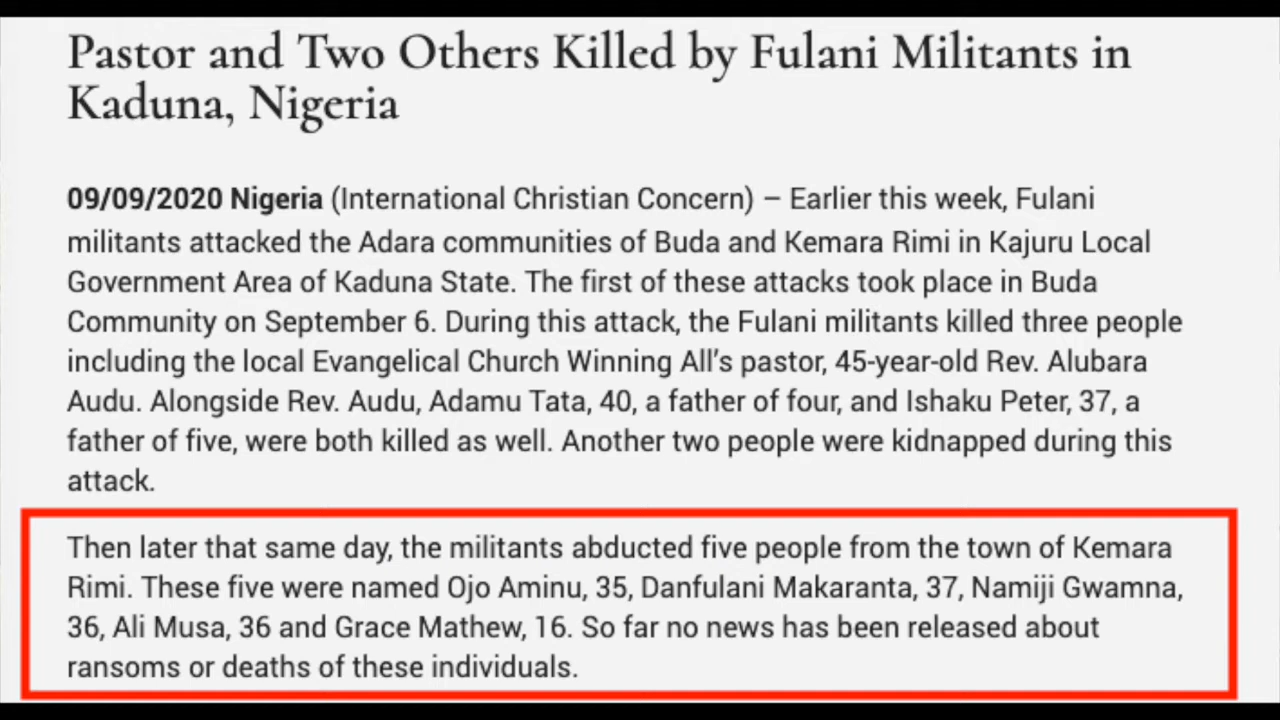 Pastor and Two Others Killed by Fulani Militants in
Kaduna, Nigeria
09/09/2020 Nigeria (International Christian Concern) – Earlier this week, Fulani
militants attacked the Adara communities of Buda and Kemara Rimi in Kajuru Local
Government Area of Kaduna State. The first of these attacks took place in Buda
Community on September 6. During this attack, the Fulani militants killed three people
including the local Evangelical Church Winning All’s pastor, 45-year-old Rev. Alubara
Audu. Alongside Rev. Audu, Adamu Tata, 40, a father of four, and Ishaku Peter, 37, a
father of five, were both killed as well. Another two people were kidnapped during this
attack.
Then later that same day, the militants abducted five people from the town of Kemara
Rimi. These five were named Ojo Aminu, 35, Danfulani Makaranta, 37, Namiji Gwamna,
36, Ali Musa, 36 and Grace Mathew, 16. So far no news has been released about
ransoms or deaths of these individuals.